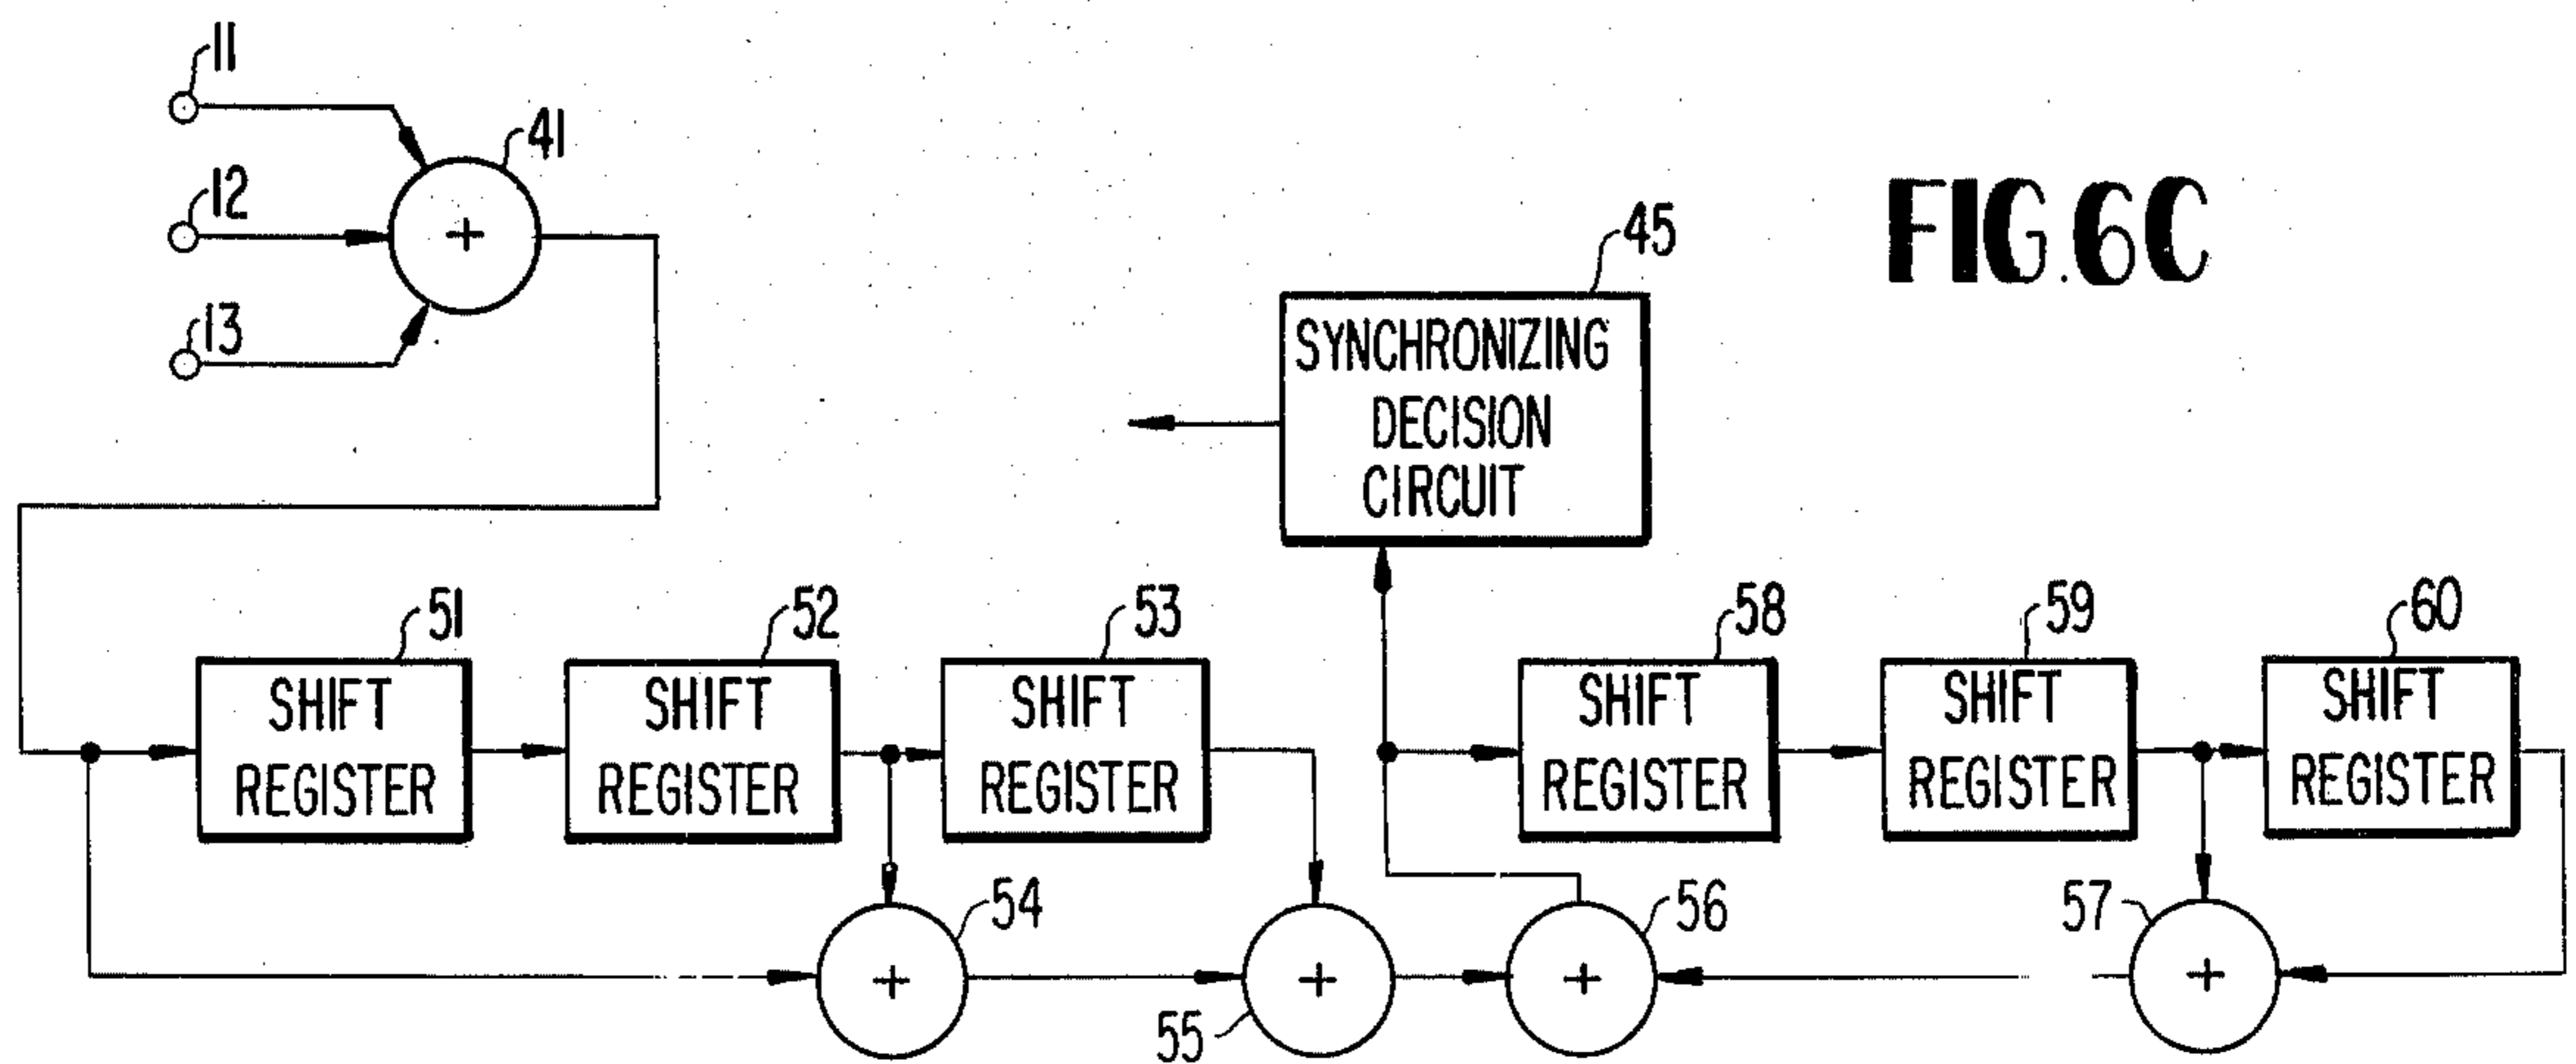 11
41
12
13
FIG. 6C
45
SYNCHRONIZING
DECISION
CIRCUIT
51
SHIFT
REGISTER
52
SHIFT
REGISTER
53
SHIFT
REGISTER
58
SHIFT
REGISTER
59
SHIFT
REGISTER
60
SHIFT
REGISTER
+
54
+
55
+
56
+
57
+